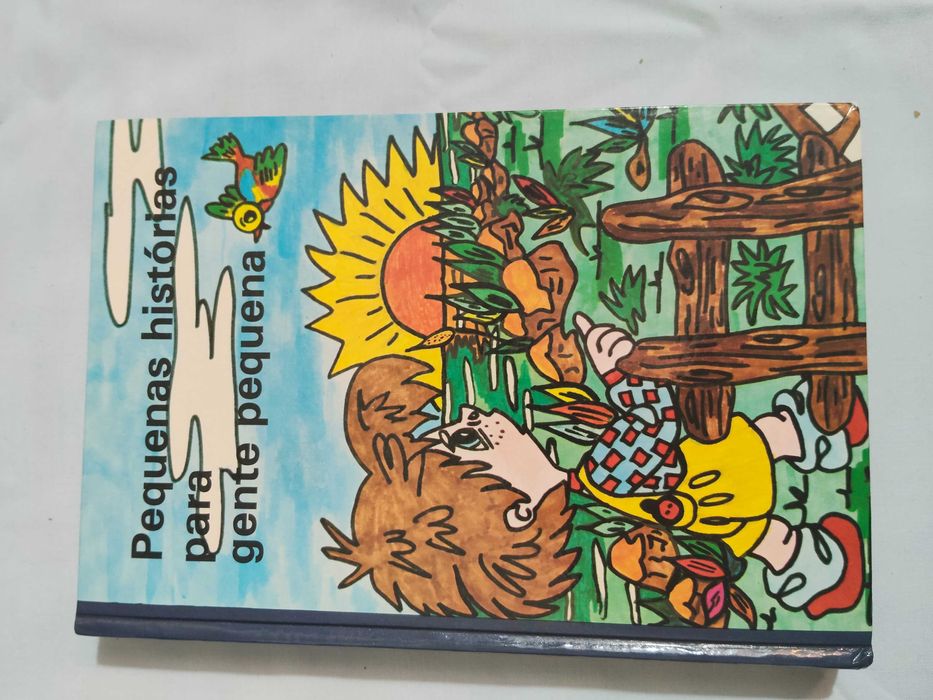 Pequenas histórias
para
gente pequena